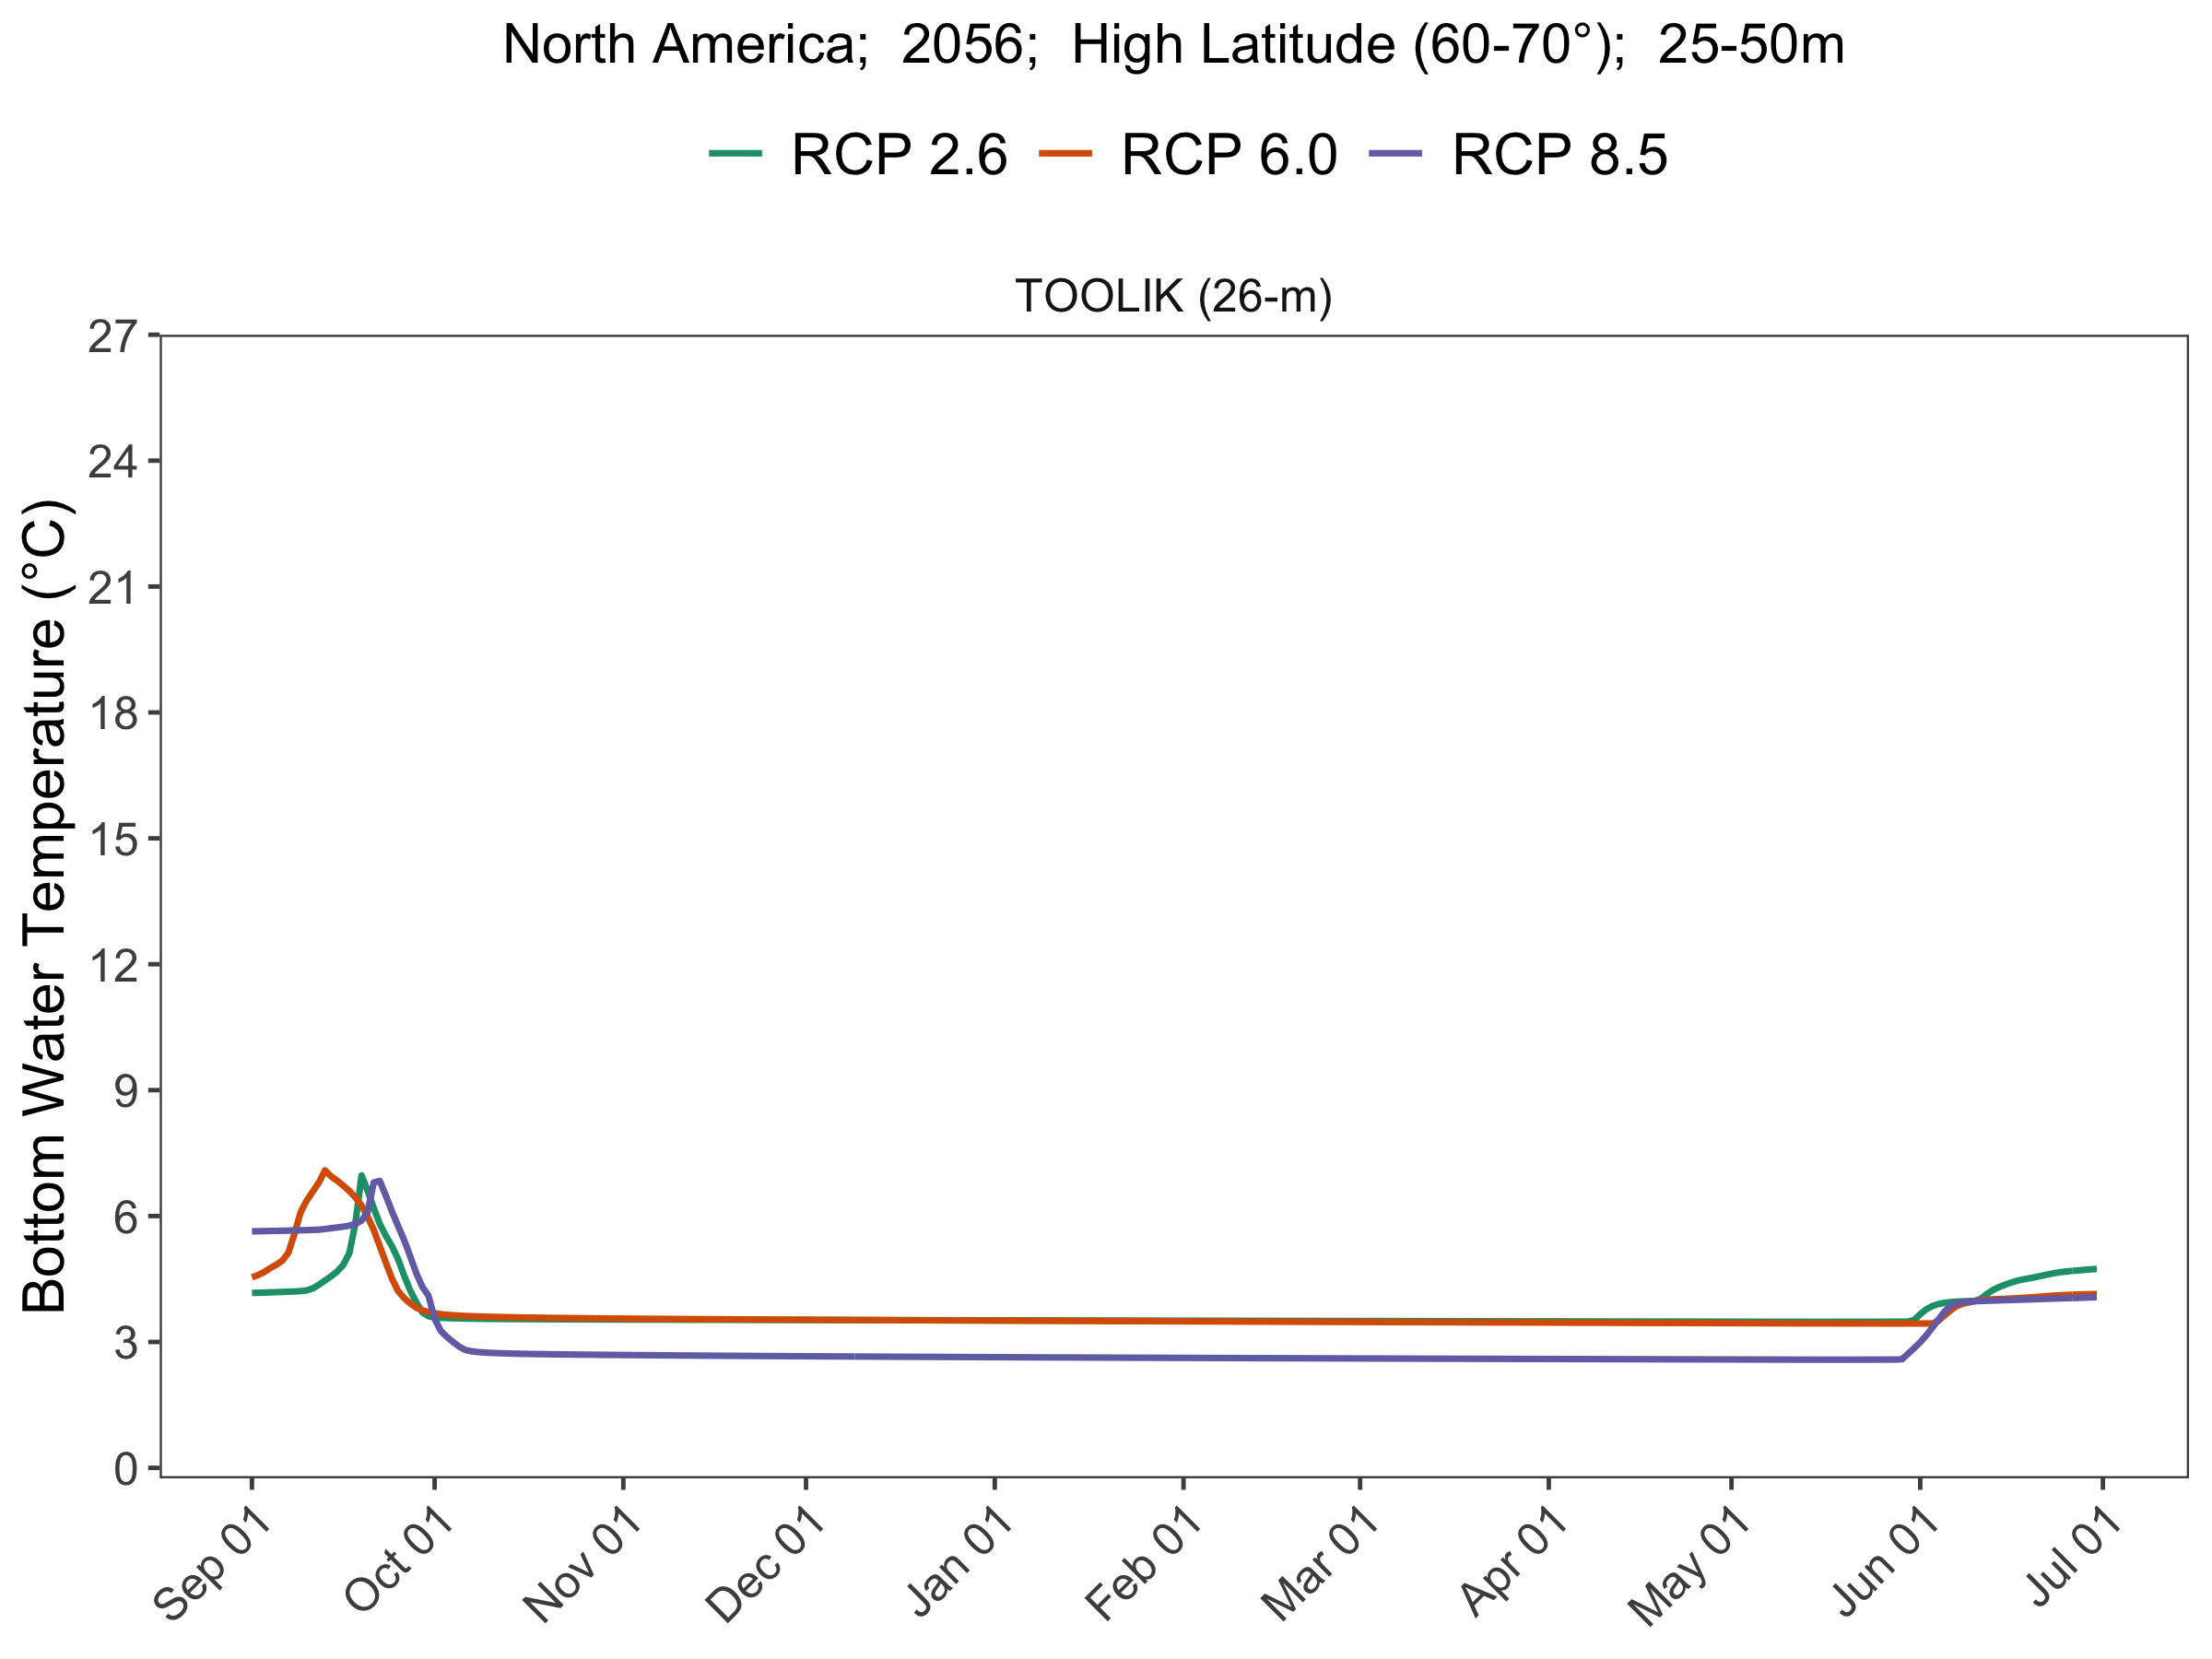 North America;  2056;  High Latitude (60-70°);  25-50m
RCP 2.6 RCP 6.0 RCP 8.5
TOOLIK (26-m)
Bottom Water Temperature (°C)
27
24
21
18
15
12
9
6
3
0
Sep 01 Oct 01 Nov 01 Dec 01 Jan 01 Feb 01 Mar 01 Apr 01 May 01 Jun 01 Jul 01